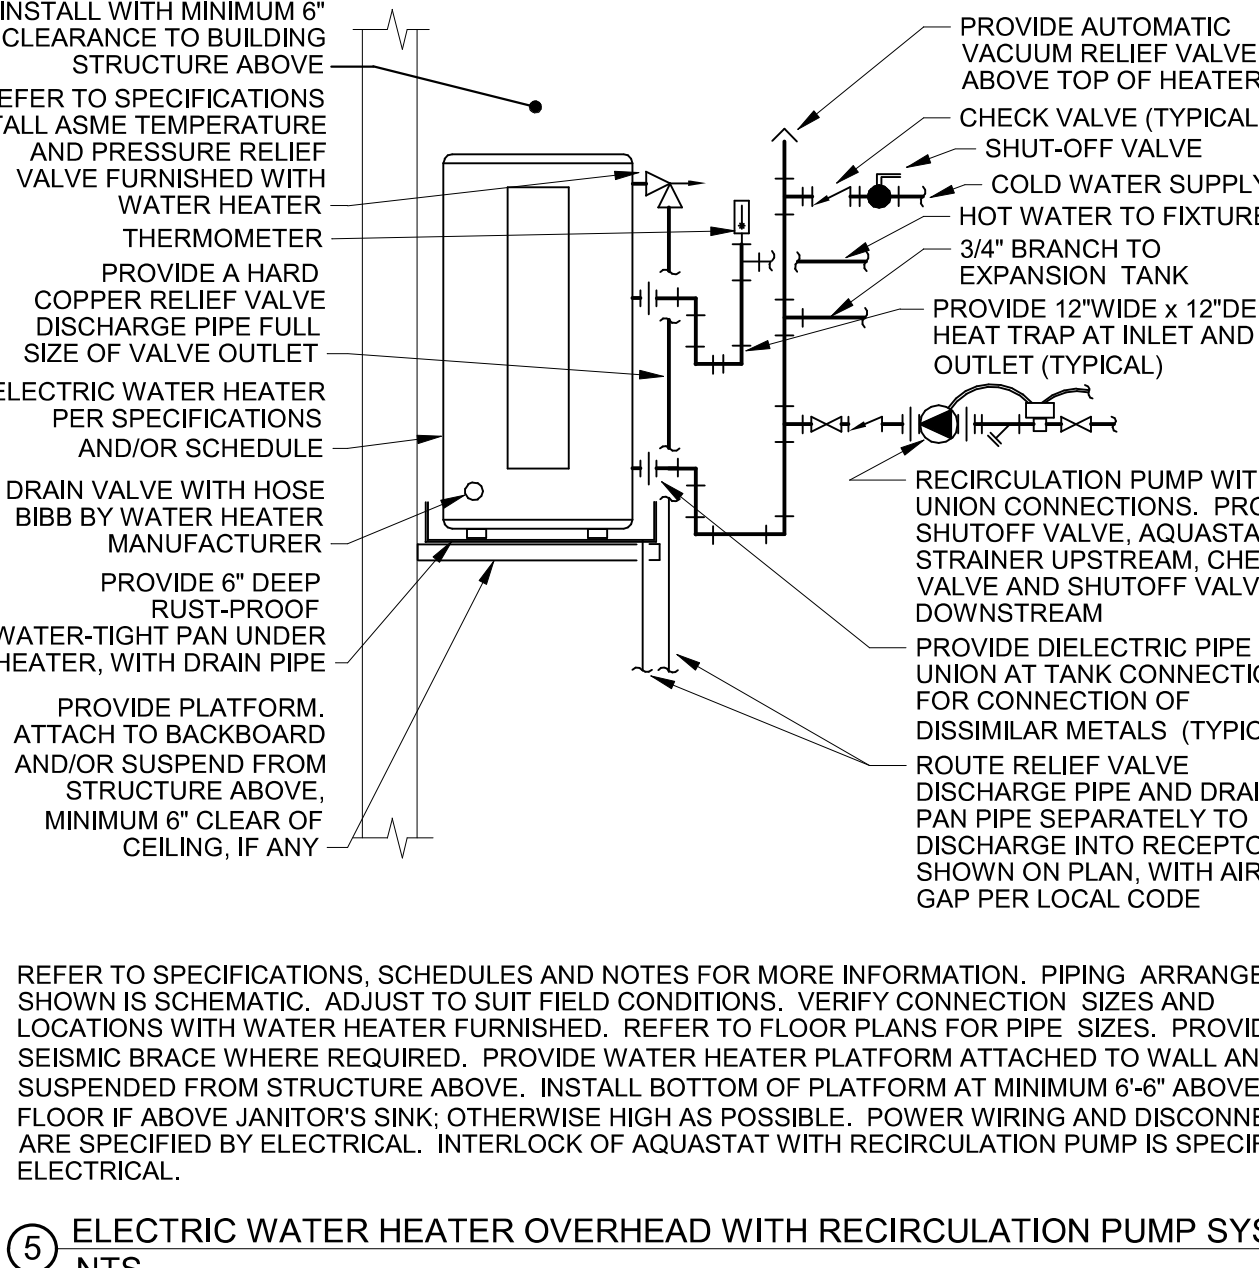 INSTALL WITH MINIMUM 6"
CLEARANCE TO BUILDING
STRUCTURE ABOVE
TO SPECIFICATIONS
ASME TEMPERATURE
AND PRESSURE RELIEF
VALVE FURNISHED WITH
WATER HEATER
THERMOMETER
PROVIDE A HARD
COPPER RELIEF VALVE
DISCHARGE PIPE FULL
SIZE OF VALVE OUTLET
ELECTRIC WATER HEATER
PER SPECIFICATIONS
AND/OR SCHEDULE
DRAIN VALVE WITH HOSE
BIBB BY WATER HEATER
MANUFACTURER
PROVIDE 6" DEEP
RUST-PROOF
WATER-TIGHT PAN UNDER
HEATER, WITH DRAIN PIPE
PROVIDE PLATFORM.
ATTACH TO BACKBOARD
AND/OR SUSPEND FROM
STRUCTURE ABOVE,
MINIMUM 6" CLEAR OF
CEILING, IF ANY
PROVIDE AUTOMATIC
VACUUM RELIEF VALVE
ABOVE TOP OF HEATER
CHECK VALVE (TYPICAL
SHUT-OFF VALVE
COLD WATER SUPPLY
HOT WATER TO FIXTURE
3/4" BRANCH TO
EXPANSION TANK
PROVIDE 12"WIDE x 12"DE
HEAT TRAP AT INLET AND
OUTLET (TYPICAL)
RECIRCULATION PUMP WIT
UNION CONNECTIONS. PRO
SHUTOFF VALVE, AQUASTA
STRAINER UPSTREAM, CHE
VALVE AND SHUTOFF VALV
DOWNSTREAM
PROVIDE DIELECTRIC PIPE
UNION AT TANK CONNECTIO
FOR CONNECTION OF
DISSIMILAR METALS (TYPIC
ROUTE RELIEF VALVE
DISCHARGE PIPE AND DRAI
PAN PIPE SEPARATELY TO
DISCHARGE INTO RECEPTO
SHOWN ON PLAN, WITH AIR
GAP PER LOCAL CODE
REFER TO SPECIFICATIONS, SCHEDULES AND NOTES FOR MORE INFORMATION. PIPING ARRANGE
SHOWN IS SCHEMATIC. ADJUST TO SUIT FIELD CONDITIONS. VERIFY CONNECTION SIZES AND
LOCATIONS WITH WATER HEATER FURNISHED. REFER TO FLOOR PLANS FOR PIPE SIZES. PROVID
SEISMIC BRACE WHERE REQUIRED. PROVIDE WATER HEATER PLATFORM ATTACHED TO WALL AN
SUSPENDED FROM STRUCTURE ABOVE. INSTALL BOTTOM OF PLATFORM AT MINIMUM 6'-6" ABOVE
FLOOR IF ABOVE JANITOR'S SINK; OTHERWISE HIGH AS POSSIBLE. POWER WIRING AND DISCONNE
ARE SPECIFIED BY ELECTRICAL. INTERLOCK OF AQUASTAT WITH RECIRCULATION PUMP IS SPECIF
ELECTRICAL.
5 ELECTRIC WATER HEATER OVERHEAD WITH RECIRCULATION PUMP SYS
NTS